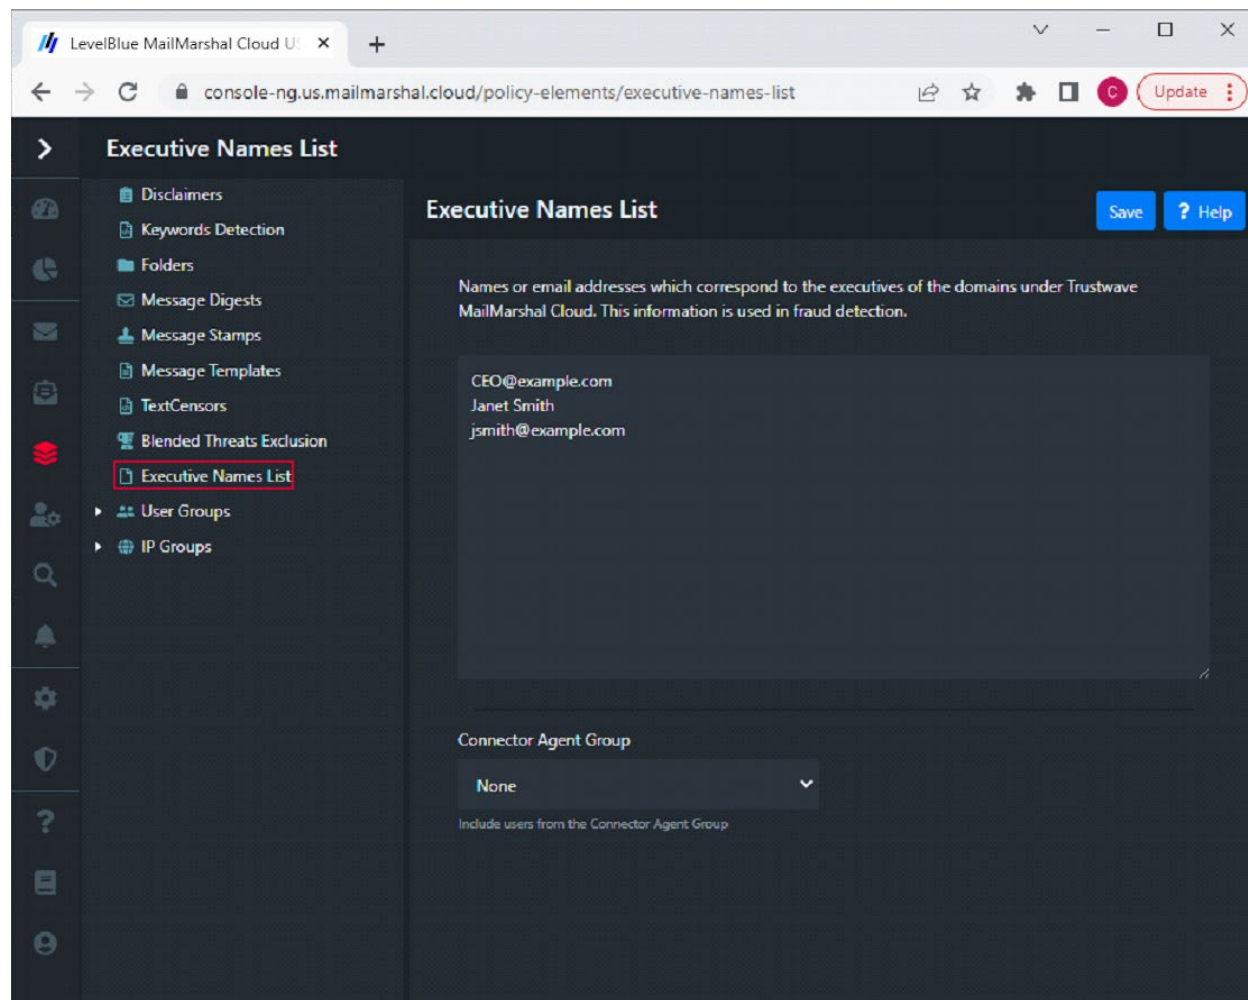 LevelBlue MailMarshal Cloud US
console-ng.us.mailmarshal.cloud/policy-elements/executive-names-list
C
Update
Executive Names List
Disclaimers
Keywords Detection
Folders
Message Digests
Message Stamps
Message Templates
TextCensors
Blended Threats Exclusion
Executive Names List
User Groups
IP Groups
Executive Names List
Save
? Help
Names or email addresses which correspond to the executives of the domains under Trustwave
MailMarshal Cloud. This information is used in fraud detection.
CEO@example.com
Janet Smith
jsmith@example.com
Connector Agent Group
None
Include users from the Connector Agent Group